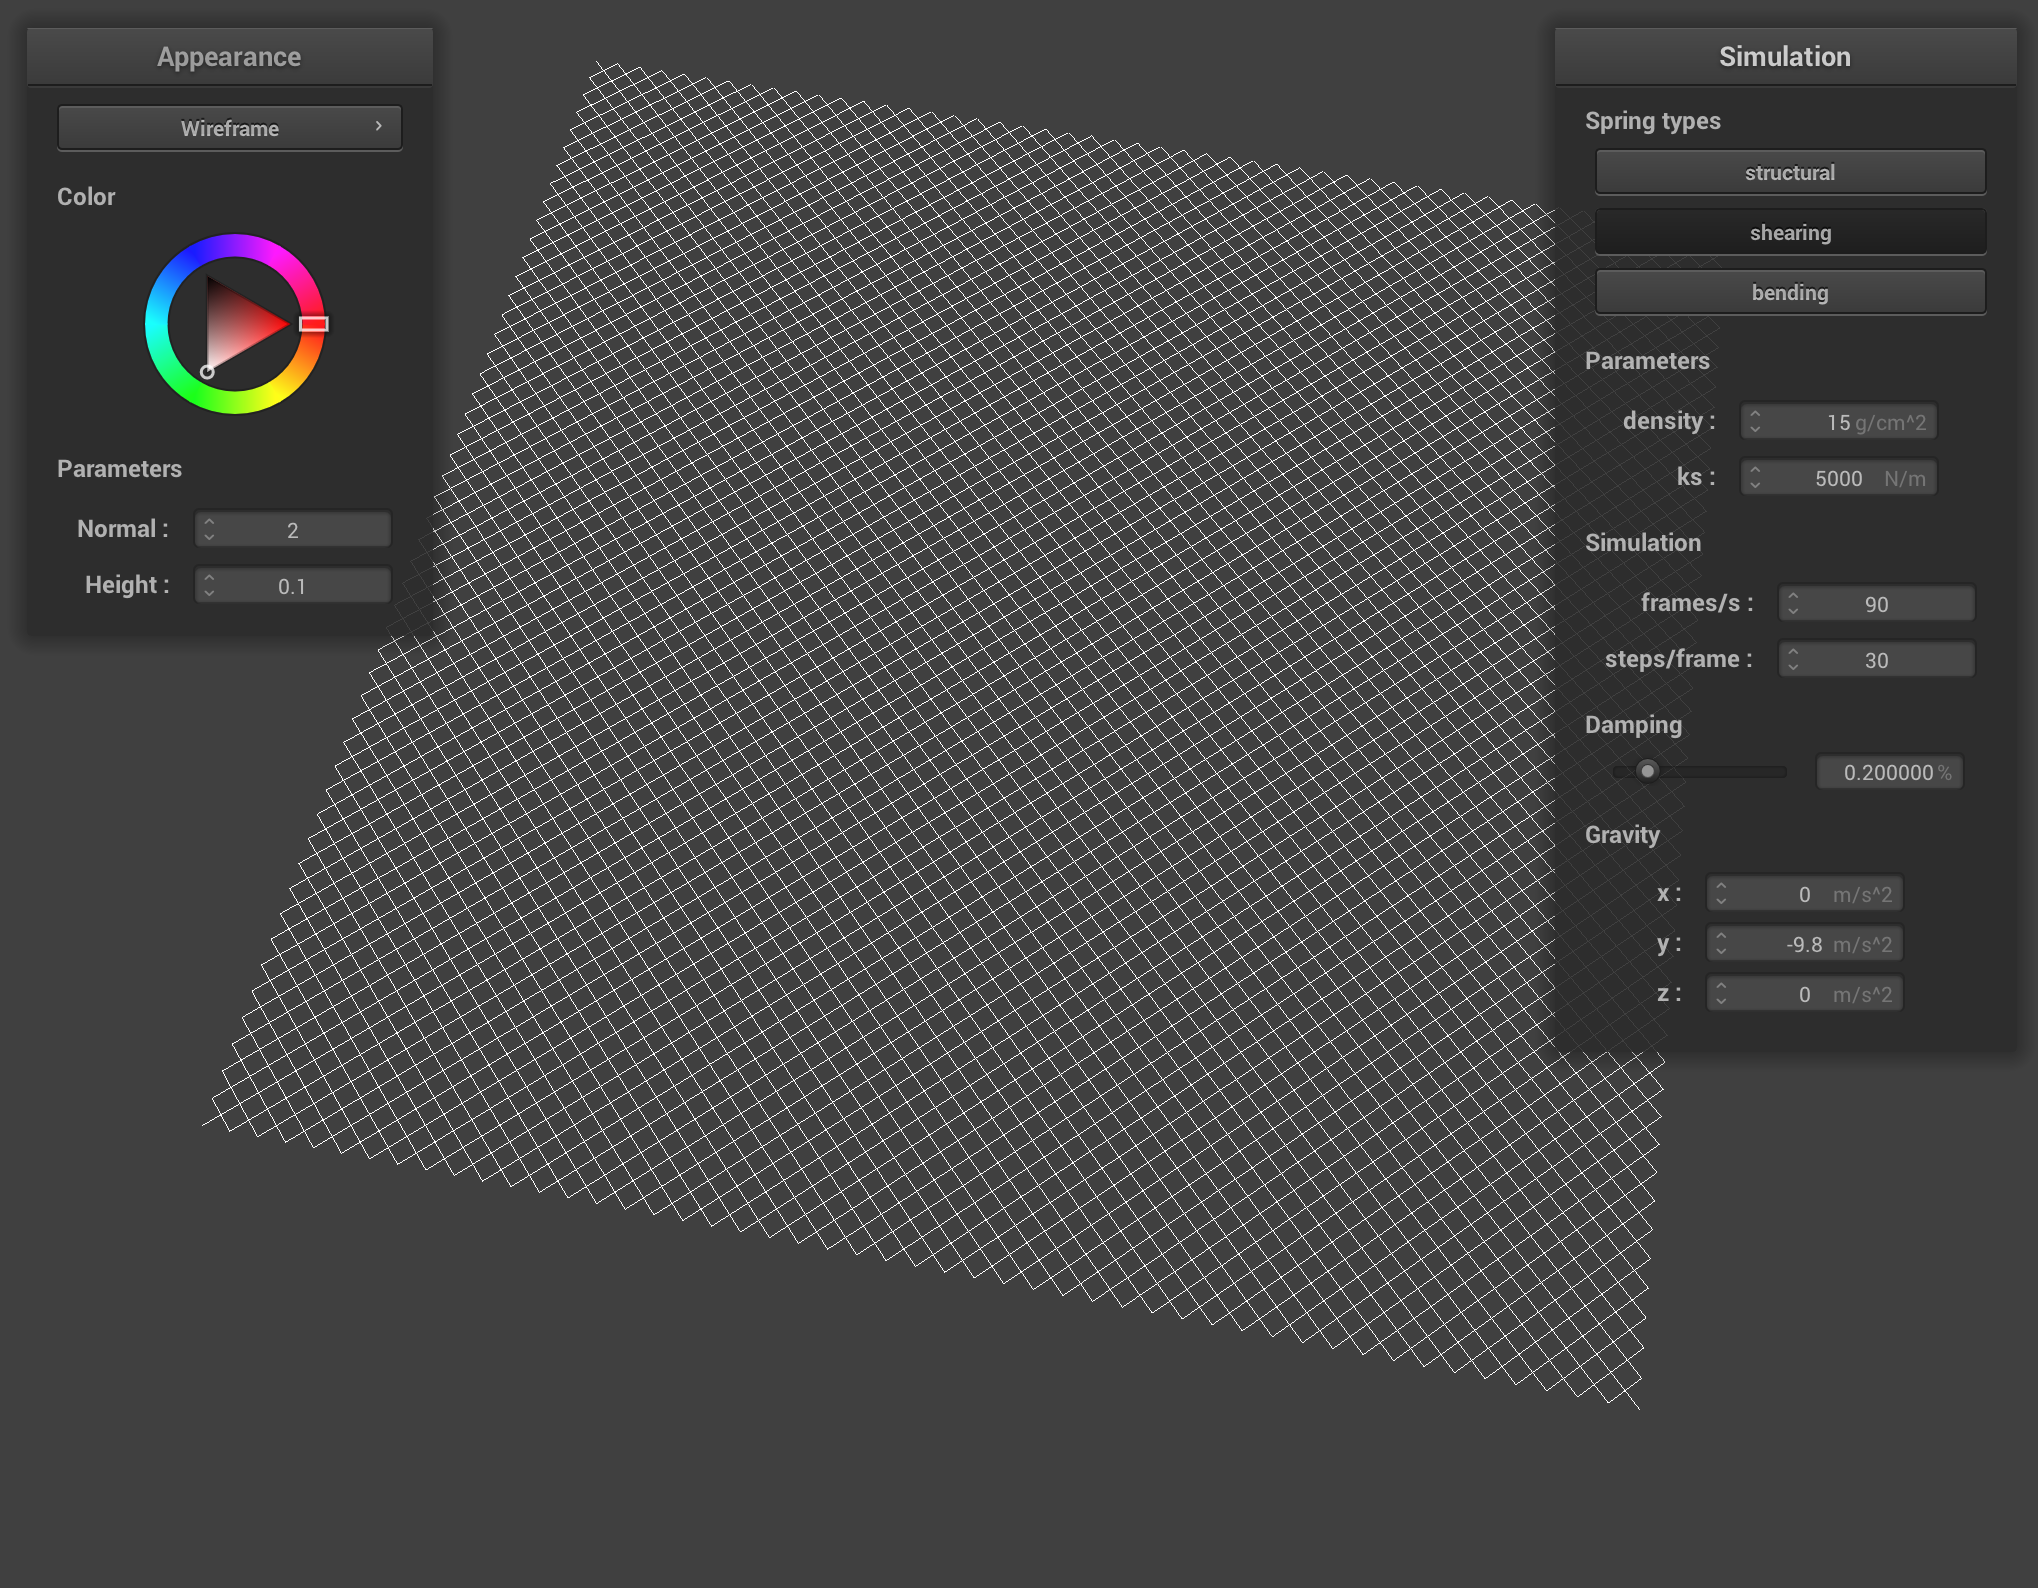 Appearance
Wireframe
Color
Parameters
Normal : 2
Height : 0.1
Simulation
Spring types
structural
shearing
bending
Parameters
density : 15 g/cm^2
ks : 5000 N/m
Simulation
frames/s : 90
steps/frame : 30
Damping
0.200000 %
Gravity
x : 0 m/s^2
y : -9.8 m/s^2
z : 0 m/s^2